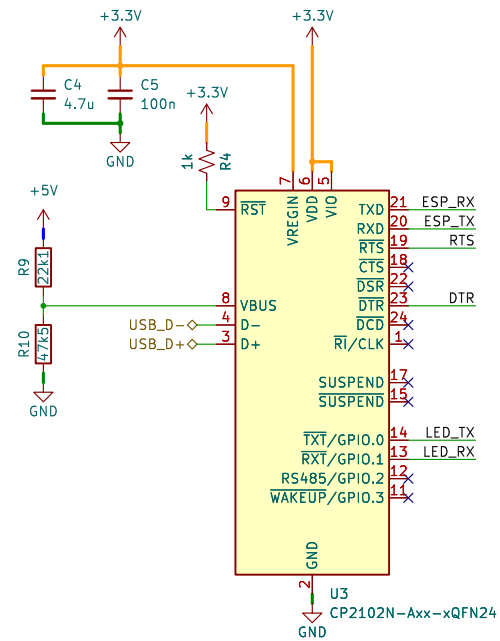 +3.3V
+3.3V
C4
4.7u
C5
100n
+3.3V
GND
1k
R4
+5V
R9
22k1
R10
47k5
GND
USB_D-
USB_D+
7
6
5
VREGIN
VDD
VIO
9
RST
8
VBUS
4
D-
3
D+
TXD
21
ESP_RX
RXD
20
ESP_TX
RTS
19
RTS
CTS
18
DSR
22
DTR
23
DTR
DCD
24
RI/CLK
1
SUSPEND
17
SUSPEND
15
TXT/GPIO.0
14
LED_TX
RXT/GPIO.1
13
LED_RX
RS485/GPIO.2
12
WAKEUP/GPIO.3
11
GND
2
U3
CP2102N-Axx-xQFN24
GND